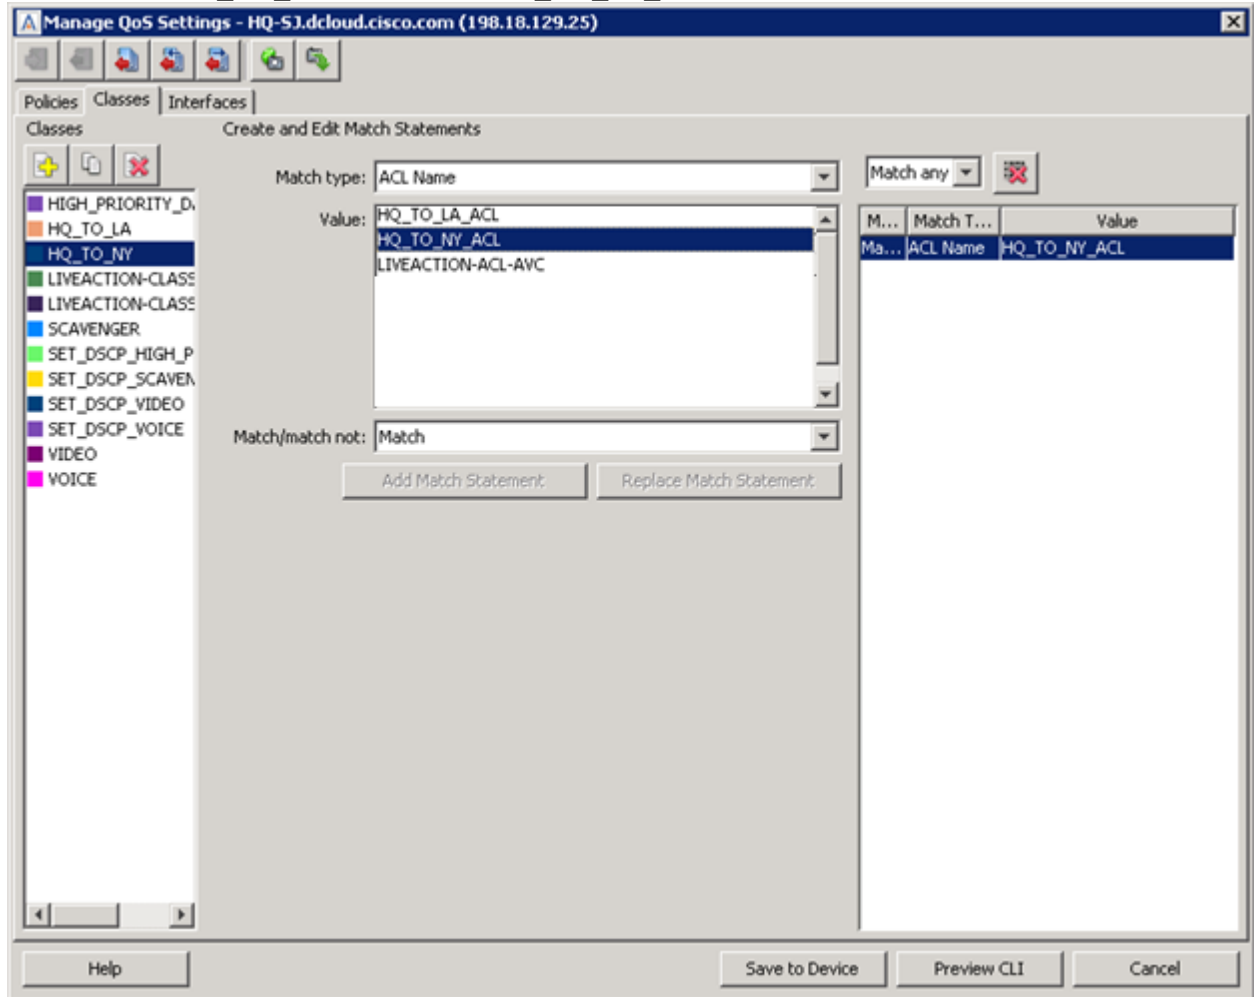 Manage QoS Settings - HQ-SJ.dcloud.cisco.com (198.18.129.25)
Policies Classes Interfaces
Classes
Create and Edit Match Statements
Match type: ACL Name
Match any
HIGH_PRIORITY_D
HQ_TO_LA
HQ_TO_NY
LIVEACTION-CLASS
LIVEACTION-CLASS
SCAVENGER
SET_DSCP_HIGH_P
SET_DSCP_SCAVEN
SET_DSCP_VIDEO
SET_DSCP_VOICE
VIDEO
VOICE
Value: HQ_TO_LA_ACL
HQ_TO_NY_ACL
LIVEACTION-ACL-AVC
Match/match not: Match
Add Match Statement Replace Match Statement
M... Match T... Value
Ma... ACL Name HQ_TO_NY_ACL
Help Save to Device Preview CLI Cancel